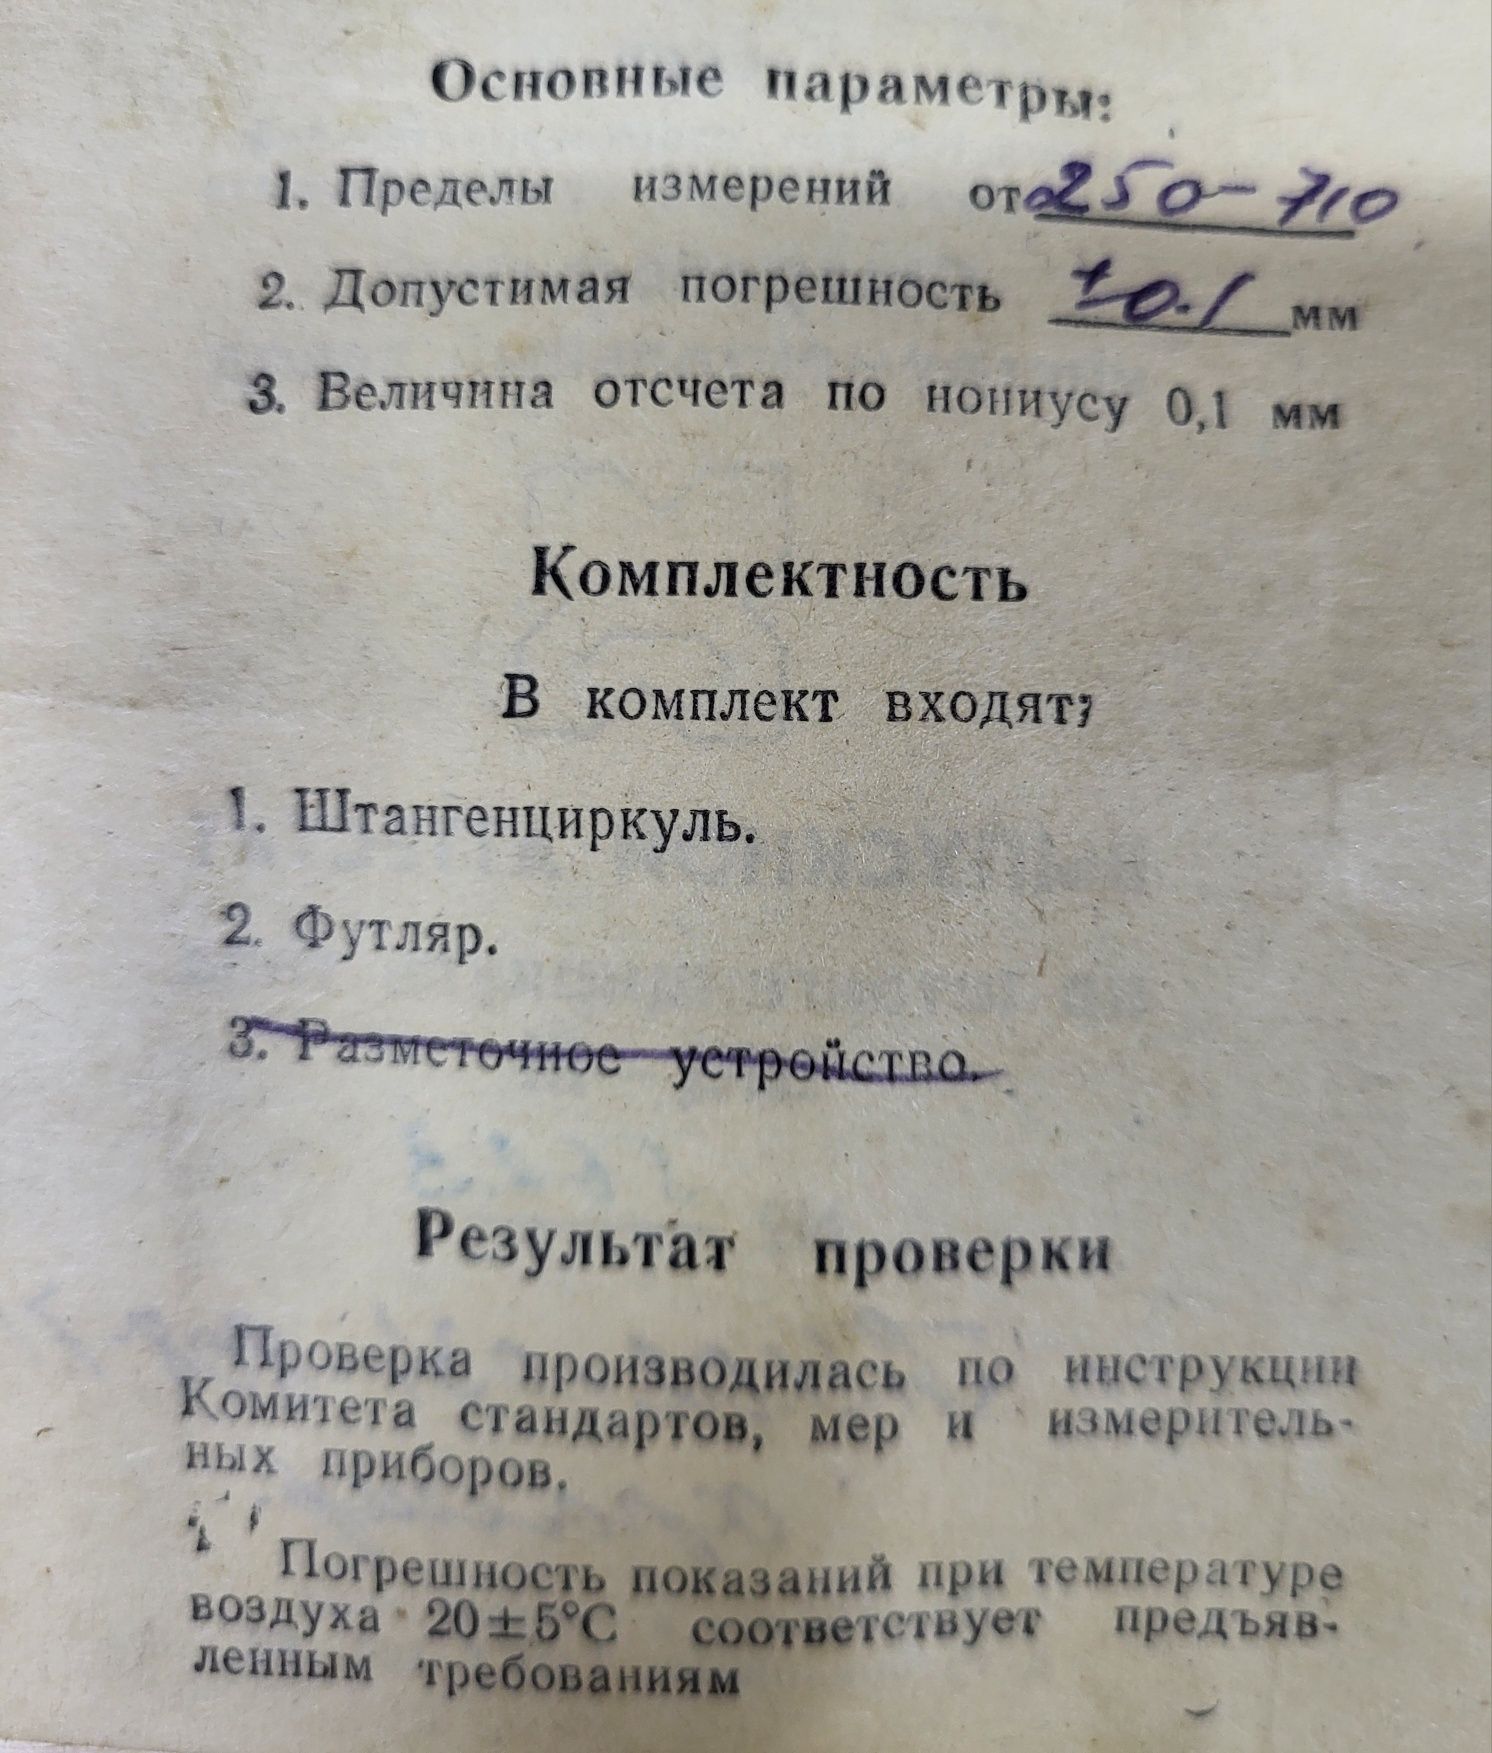 Основные параметры:
1. Пределы измерений от 250-710
2. Допустимая погрешность ±0.1 мм
3. Величина отсчета по нониусу 0,1 мм
Комплектность
В комплект входят:
1. Штангенциркуль.
2. Футляр.
3. Разметочное устройство.
Результат проверки
Проверка производилась по инструкции
Комитета стандартов, мер и измеритель-
ных приборов.
Погрешность показаний при температуре
воздуха 20±5°С соответствует предъяв-
ленным требованиям